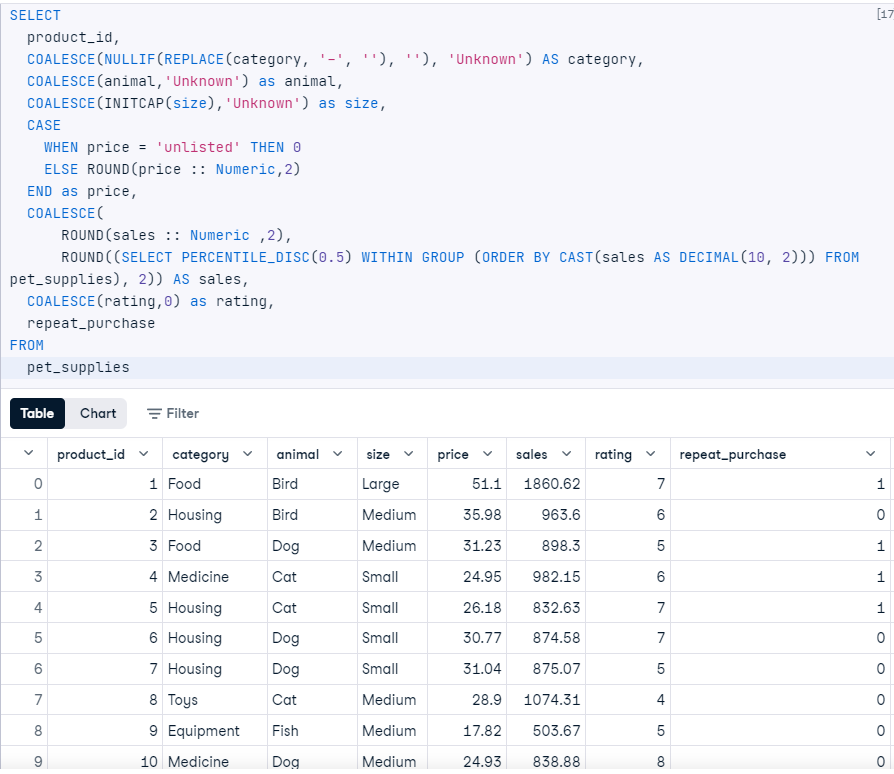 SELECT
[17
product_id,
COALESCE(NULLIF(REPLACE(category, '-', ''), ''), 'Unknown') AS category,
COALESCE(animal,'Unknown') as animal,
COALESCE(INITCAP(size),'Unknown') as size,
CASE
WHEN price = 'unlisted' THEN 0
ELSE ROUND(price :: Numeric,2)
END as price,
COALESCE(
ROUND(sales :: Numeric ,2),
ROUND((SELECT PERCENTILE_DISC(0.5) WITHIN GROUP (ORDER BY CAST(sales AS DECIMAL(10, 2))) FROM
pet_supplies), 2)) AS sales,
COALESCE(rating,0) as rating,
repeat_purchase
FROM
pet_supplies
Table Chart Filter
product_id category animal size price sales rating repeat_purchase
0 1 Food Bird Large 51.1 1860.62 7 1
1 2 Housing Bird Medium 35.98 963.6 6 0
2 3 Food Dog Medium 31.23 898.3 5 1
3 4 Medicine Cat Small 24.95 982.15 6 1
4 5 Housing Cat Small 26.18 832.63 7 1
5 6 Housing Dog Small 30.77 874.58 7 0
6 7 Housing Dog Small 31.04 875.07 5 0
7 8 Toys Cat Medium 28.9 1074.31 4 0
8 9 Equipment Fish Medium 17.82 503.67 5 0
9 10 Medicine Dog Medium 24.93 838.88 8 0